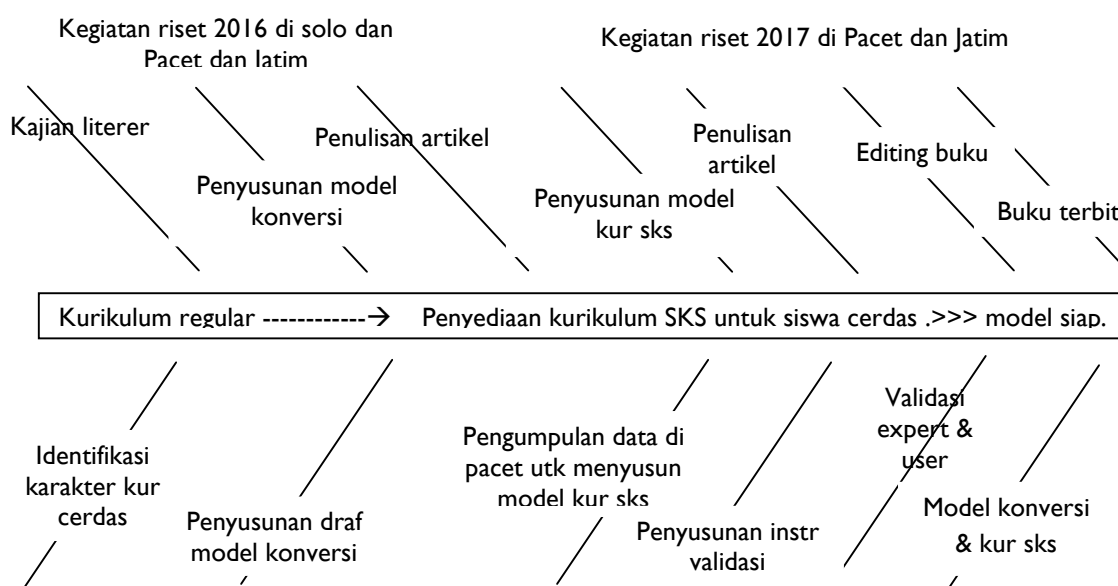 Kegiatan riset 2016 di solo dan
Pacet dan Jatim
Kegiatan riset 2017 di Pacet dan Jatim
Kajian literer
Penyusunan model
konversi
Penulisan artikel
Penyusunan model
kur sks
Penulisan
artikel
Editing buku
Buku terbit
Kurikulum regular ------------→ Penyediaan kurikulum SKS untuk siswa cerdas .>>> model siap.
Identifikasi
karakter kur
cerdas
Penyusunan draf
model konversi
Pengumpulan data di
pacet utk menyusun
model kur sks
Penyusunan instr
validasi
Validasi
expert &
user
Model konversi
& kur sks